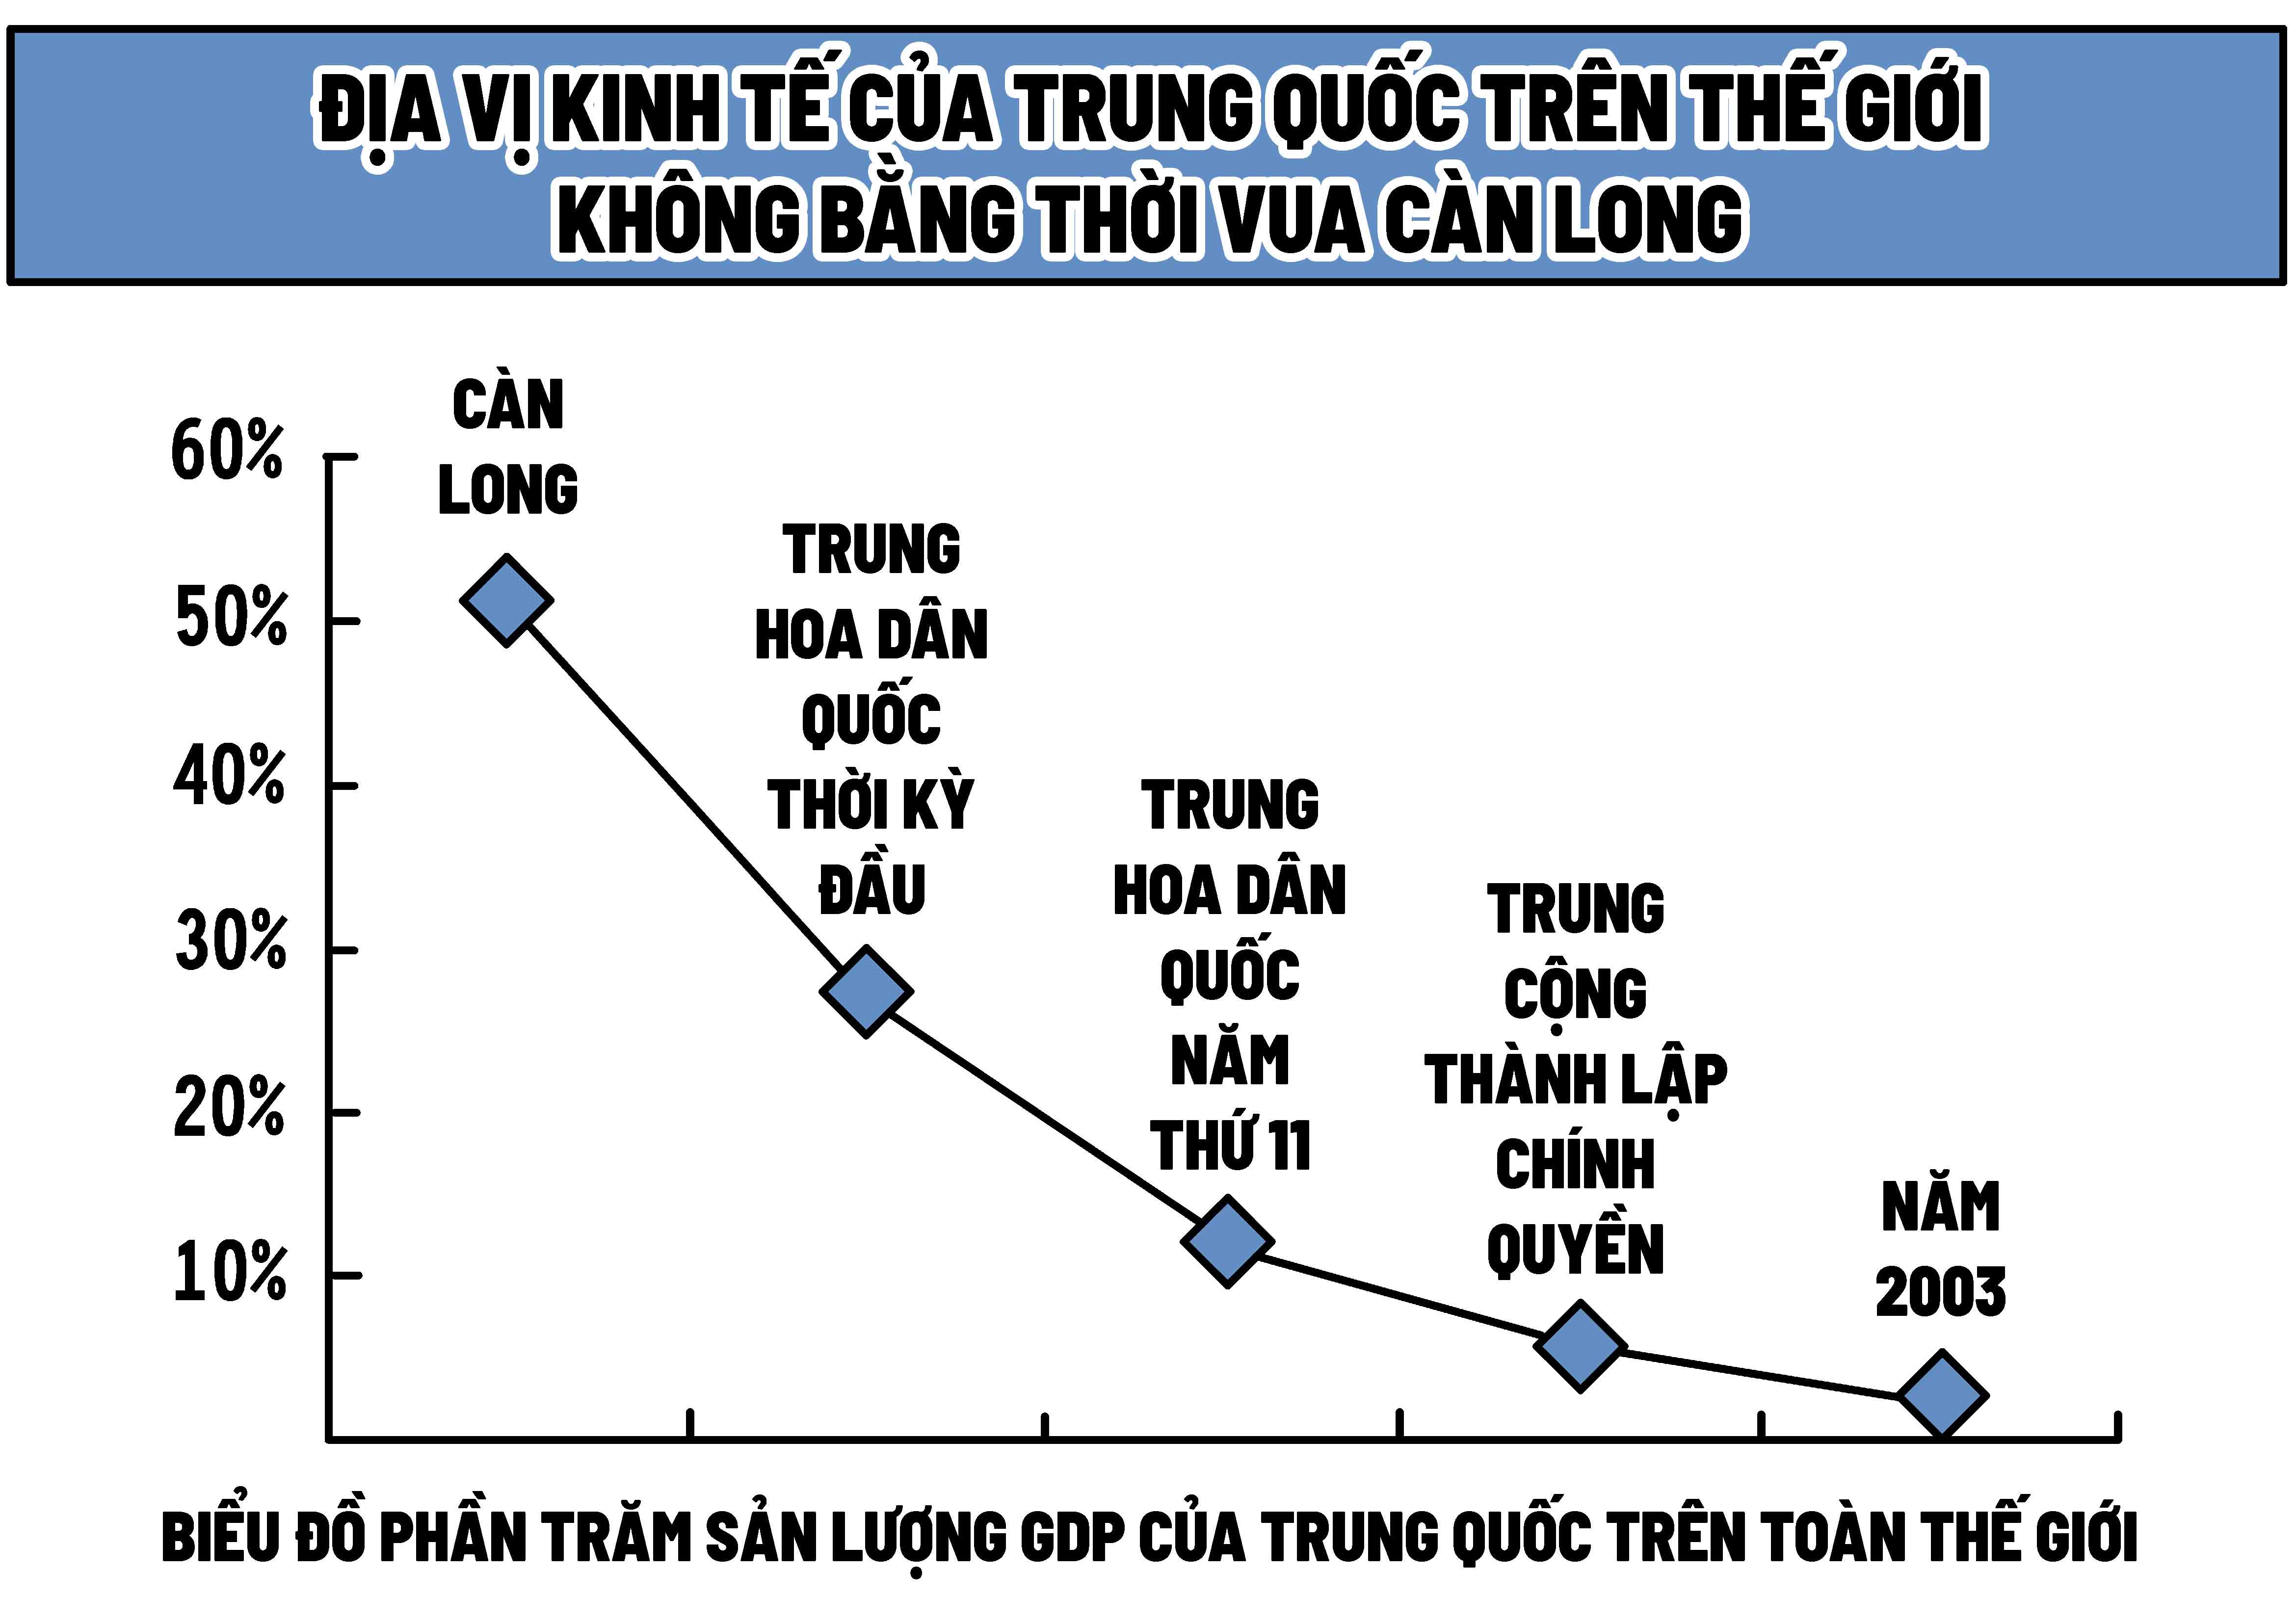 ĐỊA VỊ KINH TẾ CỦA TRUNG QUỐC TRÊN THẾ GIỚI
KHÔNG BẰNG THỜI VUA CÀN LONG
60%
50%
40%
30%
20%
10%
CÀN
LONG
TRUNG
HOA DÂN
QUỐC
THỜI KỲ
ĐẦU
TRUNG
HOA DÂN
QUỐC
NĂM
THỨ 11
TRUNG
CỘNG
THÀNH LẬP
CHÍNH
QUYỀN
NĂM
2003
BIỂU ĐỒ PHẦN TRĂM SẢN LƯỢNG GDP CỦA TRUNG QUỐC TRÊN TOÀN THẾ GIỚI